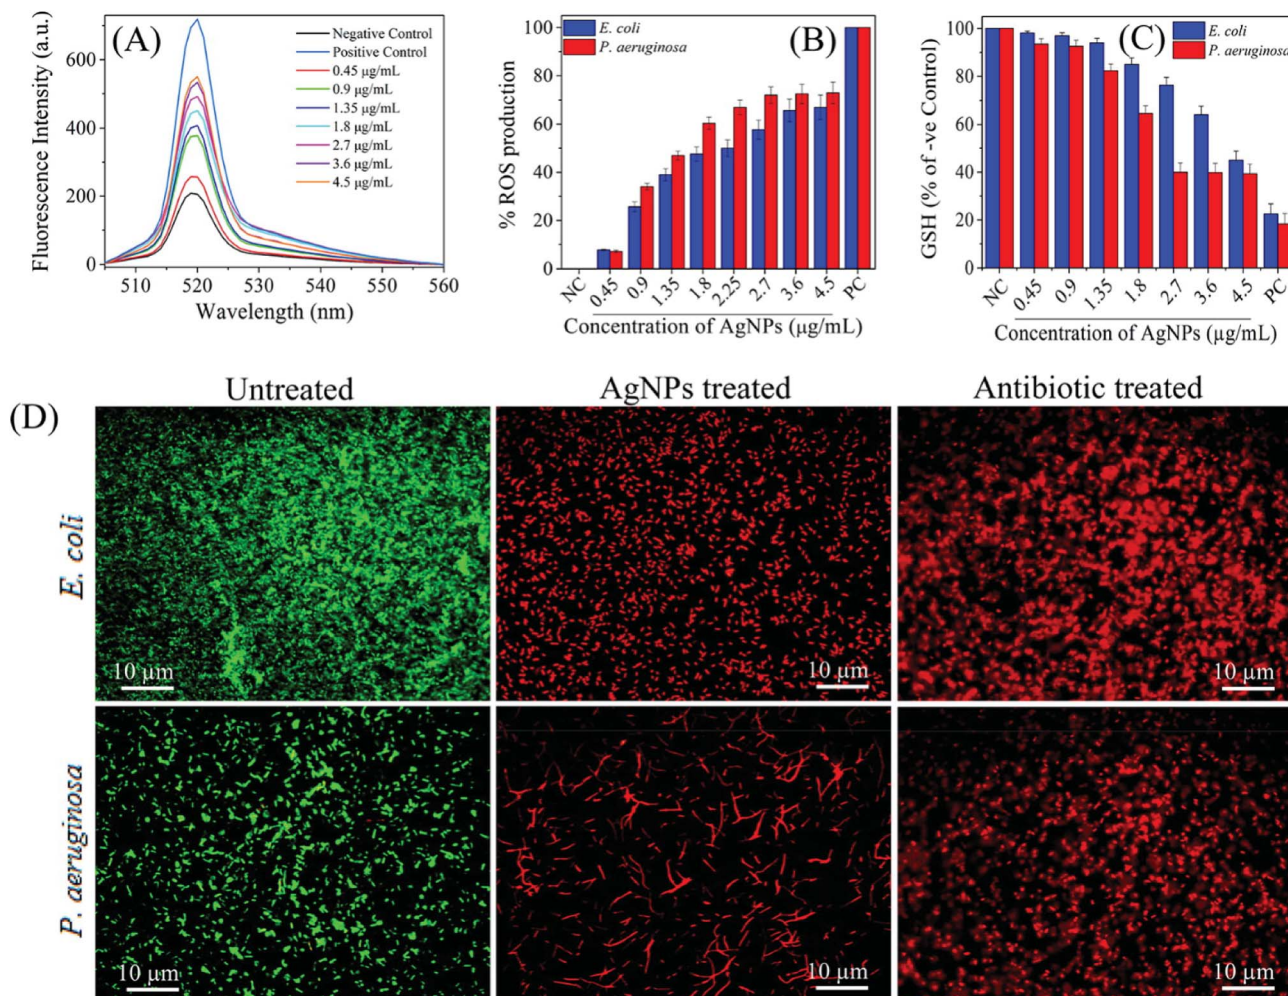 (A)
Fluorescence Intensity (a.u.)
600
400
200
0
510 520 530 540 550 560
Wavelength (nm)
Negative Control
Positive Control
0.45 µg/mL
0.9 µg/mL
1.35 µg/mL
1.8 µg/mL
2.7 µg/mL
3.6 µg/mL
4.5 µg/mL
(B)
E. coli
P. aeruginosa
% ROS production
100
80
60
40
20
0
NC 0.45 0.9 1.35 1.8 2.25 2.7 3.6 4.5 PC
Concentration of AgNPs (µg/mL)
(C)
E. coli
P. aeruginosa
GSH (% of -ve Control)
100
80
60
40
20
0
NC 0.45 0.9 1.35 1.8 2.7 3.6 4.5 PC
Concentration of AgNPs (µg/mL)
(D)
Untreated AgNPs treated Antibiotic treated
E. coli
10 µm 10 µm 10 µm
P. aeruginosa
10 µm 10 µm 10 µm